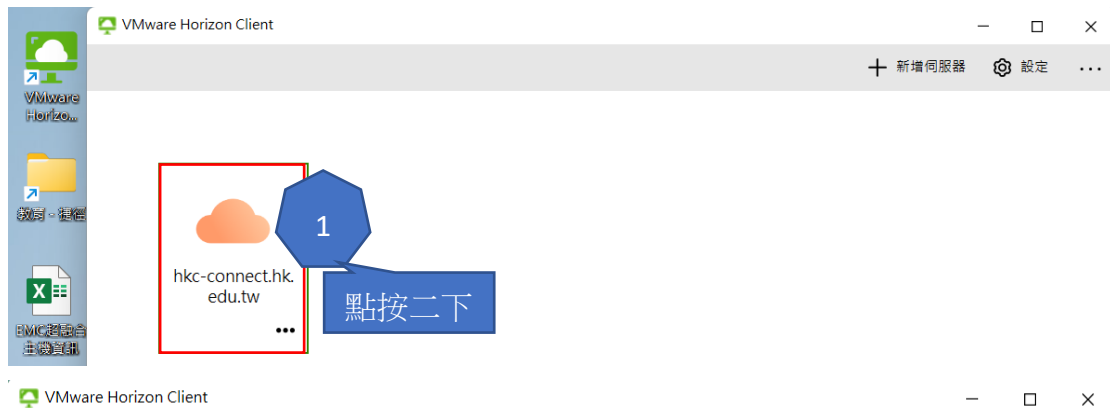 VMware Horizon Client
新增伺服器
設定
VMware
Horizo...
教育 - 捷徑
1
hkc-connect.hk.
edu.tw
點按二下
EMC超融合
主機資訊
VMware Horizon Client